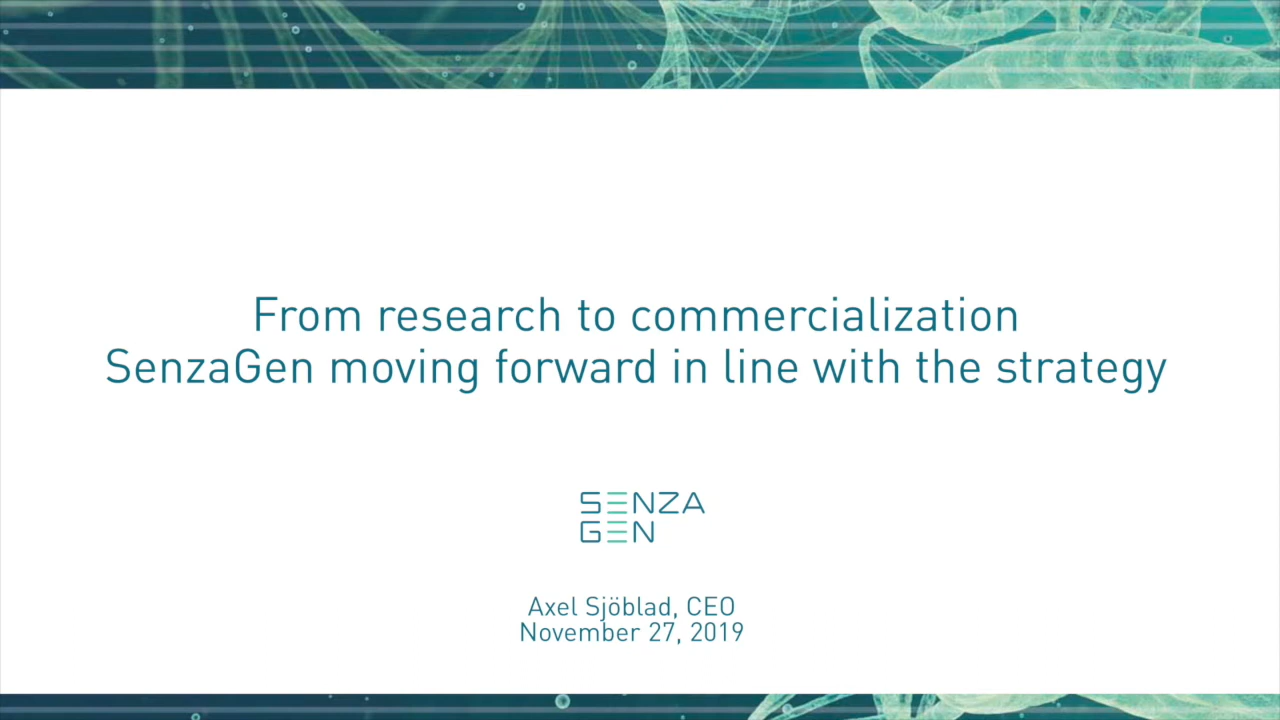 From research to commercialization
SenzaGen moving forward in line with the strategy
SENZA
GEN
Axel Sjöblad, CEO
November 27, 2019